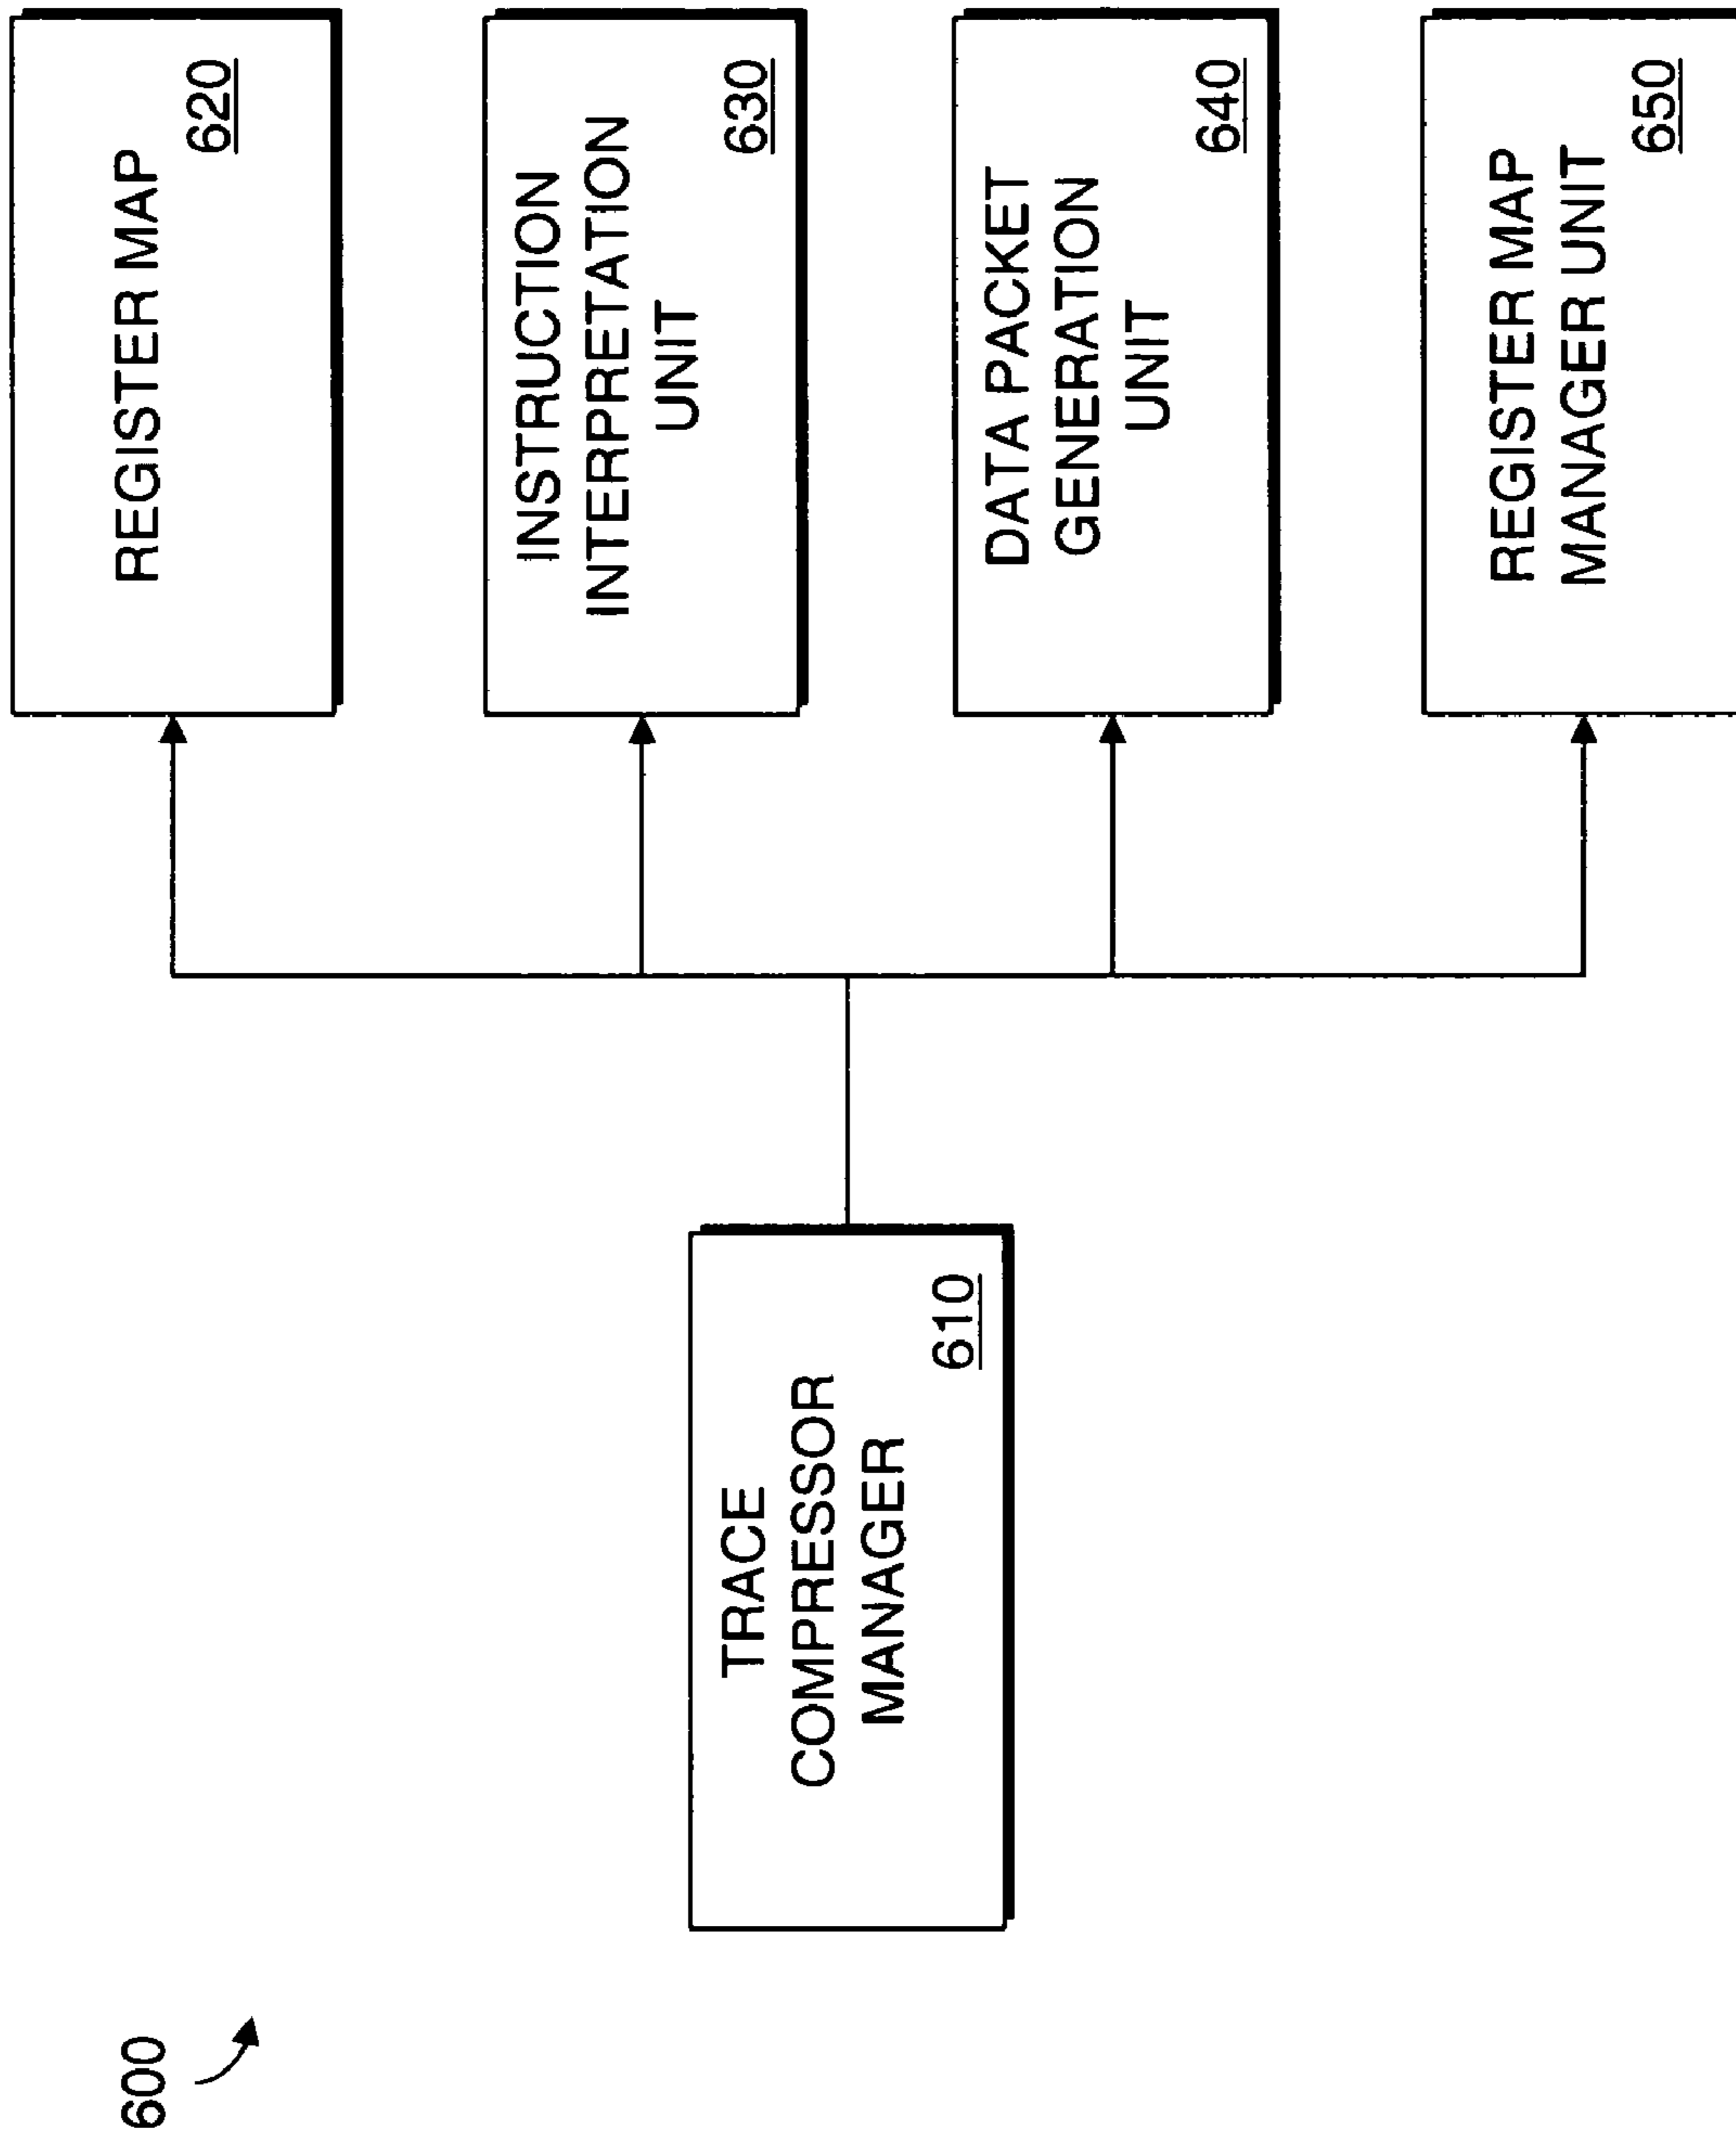 600
TRACE
COMPRESSOR
MANAGER
610
REGISTER MAP
620
INSTRUCTION
INTERPRETATION
UNIT
630
DATA PACKET
GENERATION
UNIT
640
REGISTER MAP
MANAGER UNIT
650